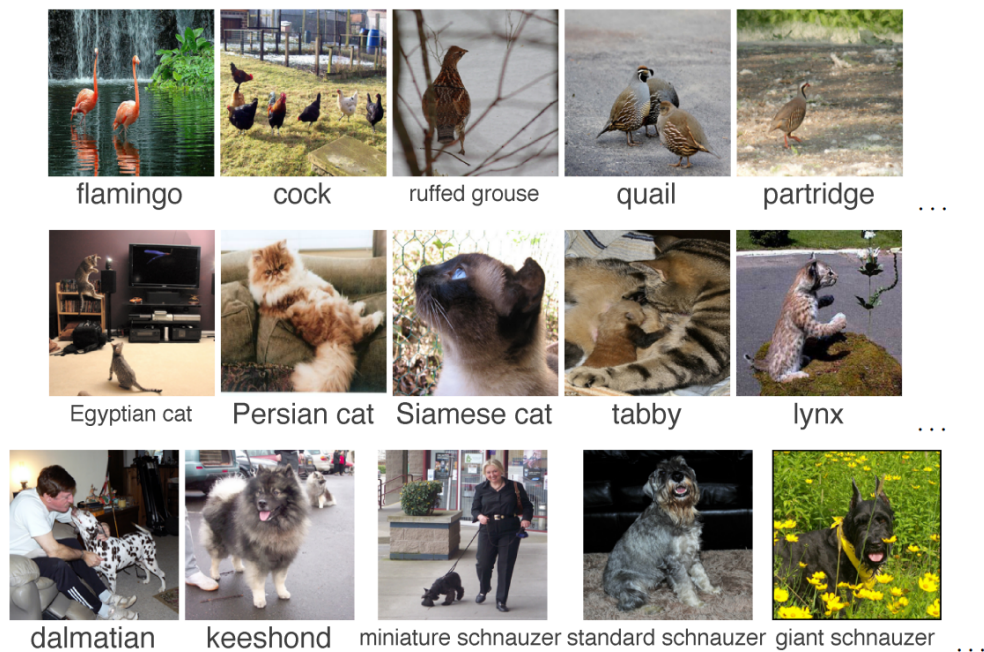 flamingo cock ruffed grouse quail partridge ...
Egyptian cat Persian cat Siamese cat tabby lynx ...
dalmatian keeshond miniature schnauzer standard schnauzer giant schnauzer ...